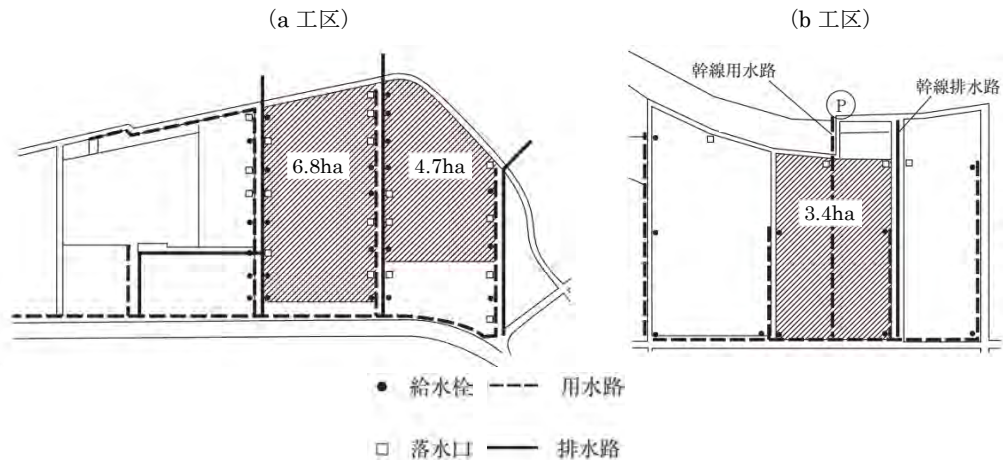 (a 工区)
(b 工区)
幹線用水路
幹線排水路
P
6.8ha
4.7ha
3.4ha
● 給水栓 用水路
□ 落水口 排水路